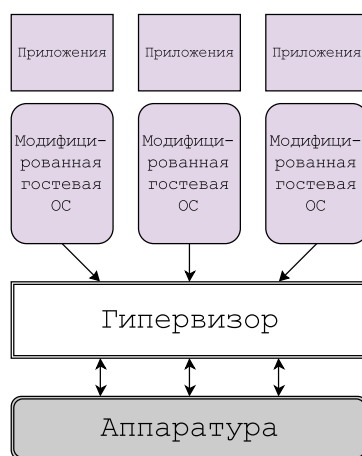 Приложения Приложения Приложения
Модифици- Модифици- Модифици-
рованная рованная рованная
гостевая гостевая гостевая
ОС ОС ОС
Гипервизор
Аппаратура